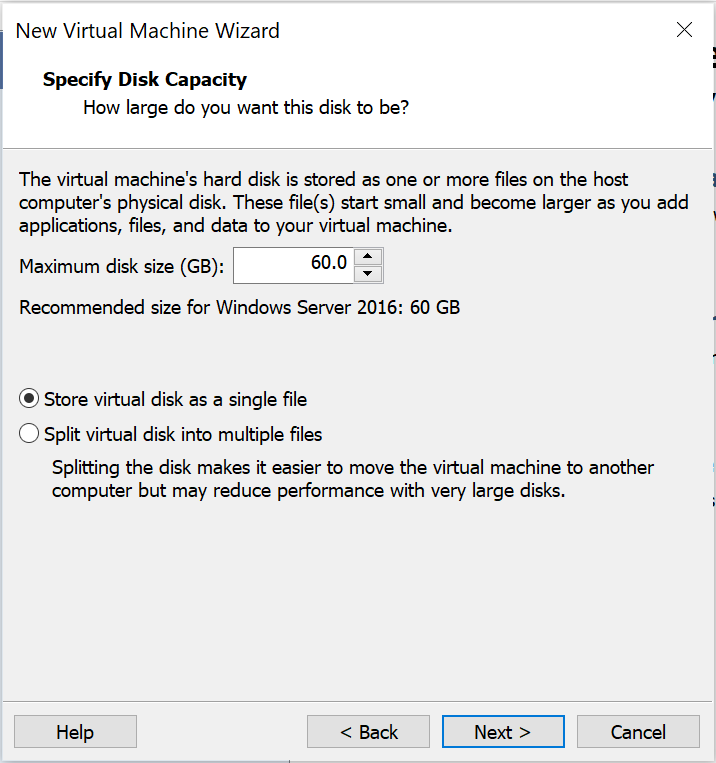 New Virtual Machine Wizard
Specify Disk Capacity
How large do you want this disk to be?
The virtual machine's hard disk is stored as one or more files on the host
computer's physical disk. These file(s) start small and become larger as you add
applications, files, and data to your virtual machine.
Maximum disk size (GB): 60.0
Recommended size for Windows Server 2016: 60 GB
Store virtual disk as a single file
Split virtual disk into multiple files
Splitting the disk makes it easier to move the virtual machine to another
computer but may reduce performance with very large disks.
Help < Back Next > Cancel